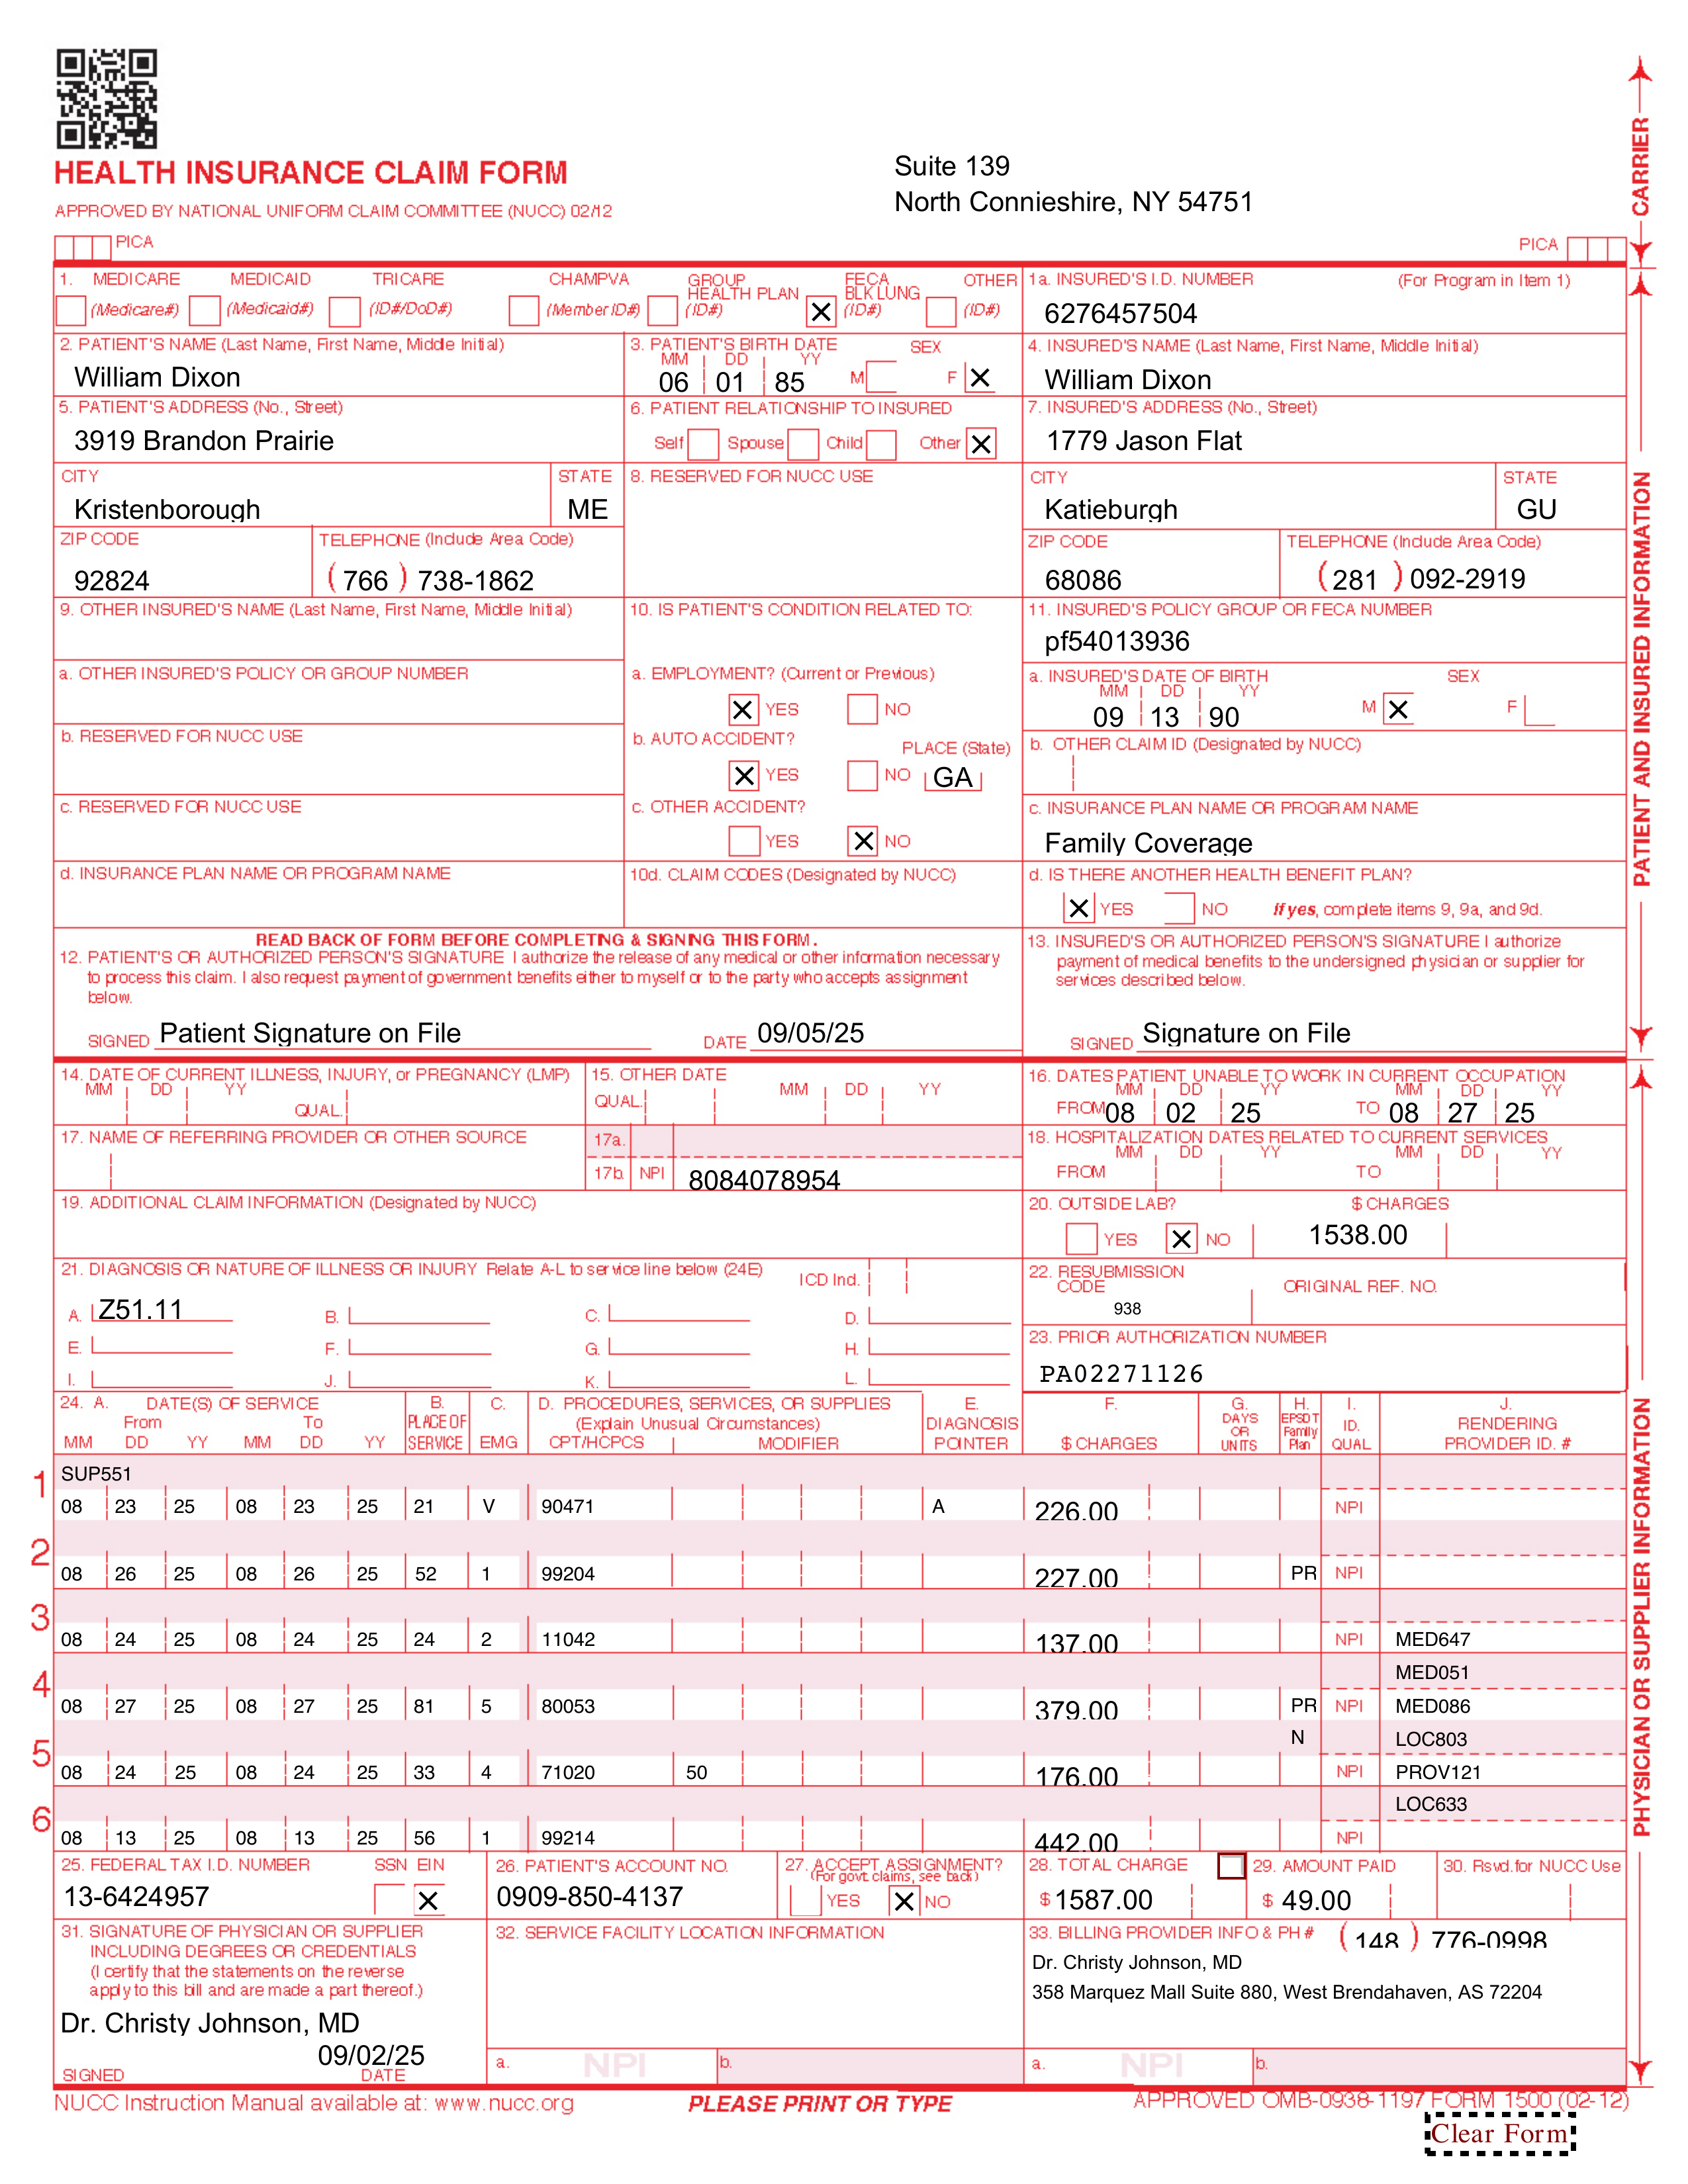 HEALTH INSURANCE CLAIM FORM
APPROVED BY NATIONAL UNIFORM CLAIM COMMITTEE (NUCC) 02/12
Suite 139
North Connieshire, NY 54751
PICA
PICA
CARRIER
1. MEDICARE MEDICAID TRICARE CHAMPVA GROUP HEALTH PLAN FECA BLK LUNG OTHER
(Medicare#) (Medicaid#) (ID#/DoD#) (Member ID#) (ID#) X (ID#) (ID#)
1a. INSURED'S I.D. NUMBER (For Program in Item 1)
6276457504
2. PATIENT'S NAME (Last Name, First Name, Middle Initial)
William Dixon
3. PATIENT'S BIRTH DATE SEX
MM DD YY
06 01 85 M F X
4. INSURED'S NAME (Last Name, First Name, Middle Initial)
William Dixon
5. PATIENT'S ADDRESS (No., Street)
3919 Brandon Prairie
6. PATIENT RELATIONSHIP TO INSURED
Self Spouse Child Other X
7. INSURED'S ADDRESS (No., Street)
1779 Jason Flat
CITY STATE
Kristenborough ME
8. RESERVED FOR NUCC USE
CITY STATE
Katieburgh GU
ZIP CODE TELEPHONE (Include Area Code)
92824 (766) 738-1862
ZIP CODE TELEPHONE (Include Area Code)
68086 (281) 092-2919
9. OTHER INSURED'S NAME (Last Name, First Name, Middle Initial)
10. IS PATIENT'S CONDITION RELATED TO:
11. INSURED'S POLICY GROUP OR FECA NUMBER
pf54013936
a. OTHER INSURED'S POLICY OR GROUP NUMBER
a. EMPLOYMENT? (Current or Previous)
X YES NO
a. INSURED'S DATE OF BIRTH SEX
MM DD YY
09 13 90 M X F
b. RESERVED FOR NUCC USE
b. AUTO ACCIDENT? PLACE (State)
X YES NO GA
b. OTHER CLAIM ID (Designated by NUCC)
c. RESERVED FOR NUCC USE
c. OTHER ACCIDENT?
YES X NO
c. INSURANCE PLAN NAME OR PROGRAM NAME
Family Coverage
d. INSURANCE PLAN NAME OR PROGRAM NAME
10d. CLAIM CODES (Designated by NUCC)
d. IS THERE ANOTHER HEALTH BENEFIT PLAN?
X YES NO If yes, complete items 9, 9a, and 9d.
PATIENT AND INSURED INFORMATION
READ BACK OF FORM BEFORE COMPLETING & SIGNING THIS FORM.
12. PATIENT'S OR AUTHORIZED PERSON'S SIGNATURE I authorize the release of any medical or other information necessary
to process this claim. I also request payment of government benefits either to myself or to the party who accepts assignment
below.
SIGNED Patient Signature on File DATE 09/05/25
13. INSURED'S OR AUTHORIZED PERSON'S SIGNATURE I authorize
payment of medical benefits to the undersigned physician or supplier for
services described below.
SIGNED Signature on File
14. DATE OF CURRENT ILLNESS, INJURY, or PREGNANCY (LMP)
MM DD YY
QUAL.
15. OTHER DATE
QUAL. MM DD YY
16. DATES PATIENT UNABLE TO WORK IN CURRENT OCCUPATION
MM DD YY MM DD YY
FROM 08 02 25 TO 08 27 25
17. NAME OF REFERRING PROVIDER OR OTHER SOURCE
17a.
17b. NPI 8084078954
18. HOSPITALIZATION DATES RELATED TO CURRENT SERVICES
MM DD YY MM DD YY
FROM TO
19. ADDITIONAL CLAIM INFORMATION (Designated by NUCC)
20. OUTSIDE LAB? $ CHARGES
YES X NO 1538.00
21. DIAGNOSIS OR NATURE OF ILLNESS OR INJURY Relate A-L to service line below (24E) ICD Ind.
A. Z51.11 B. C. D.
E. F. G. H.
I. J. K. L.
22. RESUBMISSION CODE ORIGINAL REF. NO.
938
23. PRIOR AUTHORIZATION NUMBER
PA02271126
24. A. DATE(S) OF SERVICE B. C. D. PROCEDURES, SERVICES, OR SUPPLIES E. F. G. H. I. J.
From To PLACE OF (Explain Unusual Circumstances) DIAGNOSIS DAYS OR EPSDT Family ID. RENDERING
MM DD YY MM DD YY SERVICE EMG CPT/HCPCS MODIFIER POINTER $ CHARGES UNITS Plan QUAL PROVIDER ID. #
SUP551
1 08 23 25 08 23 25 21 V 90471 A 226.00 NPI
2 08 26 25 08 26 25 52 1 99204 227.00 PR NPI
3 08 24 25 08 24 25 24 2 11042 137.00 NPI MED647
MED051
4 08 27 25 08 27 25 81 5 80053 379.00 PR NPI MED086
N LOC803
5 08 24 25 08 24 25 33 4 71020 50 176.00 NPI PROV121
LOC633
6 08 13 25 08 13 25 56 1 99214 442.00 NPI
25. FEDERAL TAX I.D. NUMBER SSN EIN
13-6424957 X
26. PATIENT'S ACCOUNT NO.
0909-850-4137
27. ACCEPT ASSIGNMENT?
(For govt. claims, see back)
YES X NO
28. TOTAL CHARGE
$ 1587.00
29. AMOUNT PAID
$ 49.00
30. Rsvd.for NUCC Use
31. SIGNATURE OF PHYSICIAN OR SUPPLIER
INCLUDING DEGREES OR CREDENTIALS
(I certify that the statements on the reverse
apply to this bill and are made a part thereof.)
Dr. Christy Johnson, MD
09/02/25
SIGNED DATE
32. SERVICE FACILITY LOCATION INFORMATION
a. NPI b.
33. BILLING PROVIDER INFO & PH # (148) 776-0998
Dr. Christy Johnson, MD
358 Marquez Mall Suite 880, West Brendahaven, AS 72204
a. NPI b.
PHYSICIAN OR SUPPLIER INFORMATION
NUCC Instruction Manual available at: www.nucc.org
PLEASE PRINT OR TYPE
APPROVED OMB-0938-1197 FORM 1500 (02-12)
Clear Form